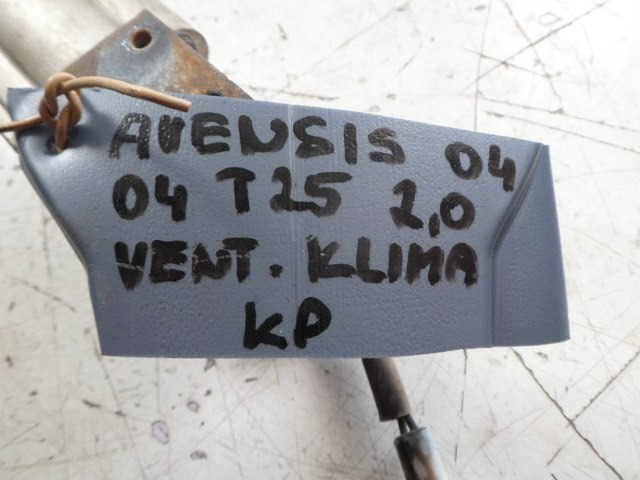 AVENSIS 04
04 T25 2,0
VENT. KLIMA
KP